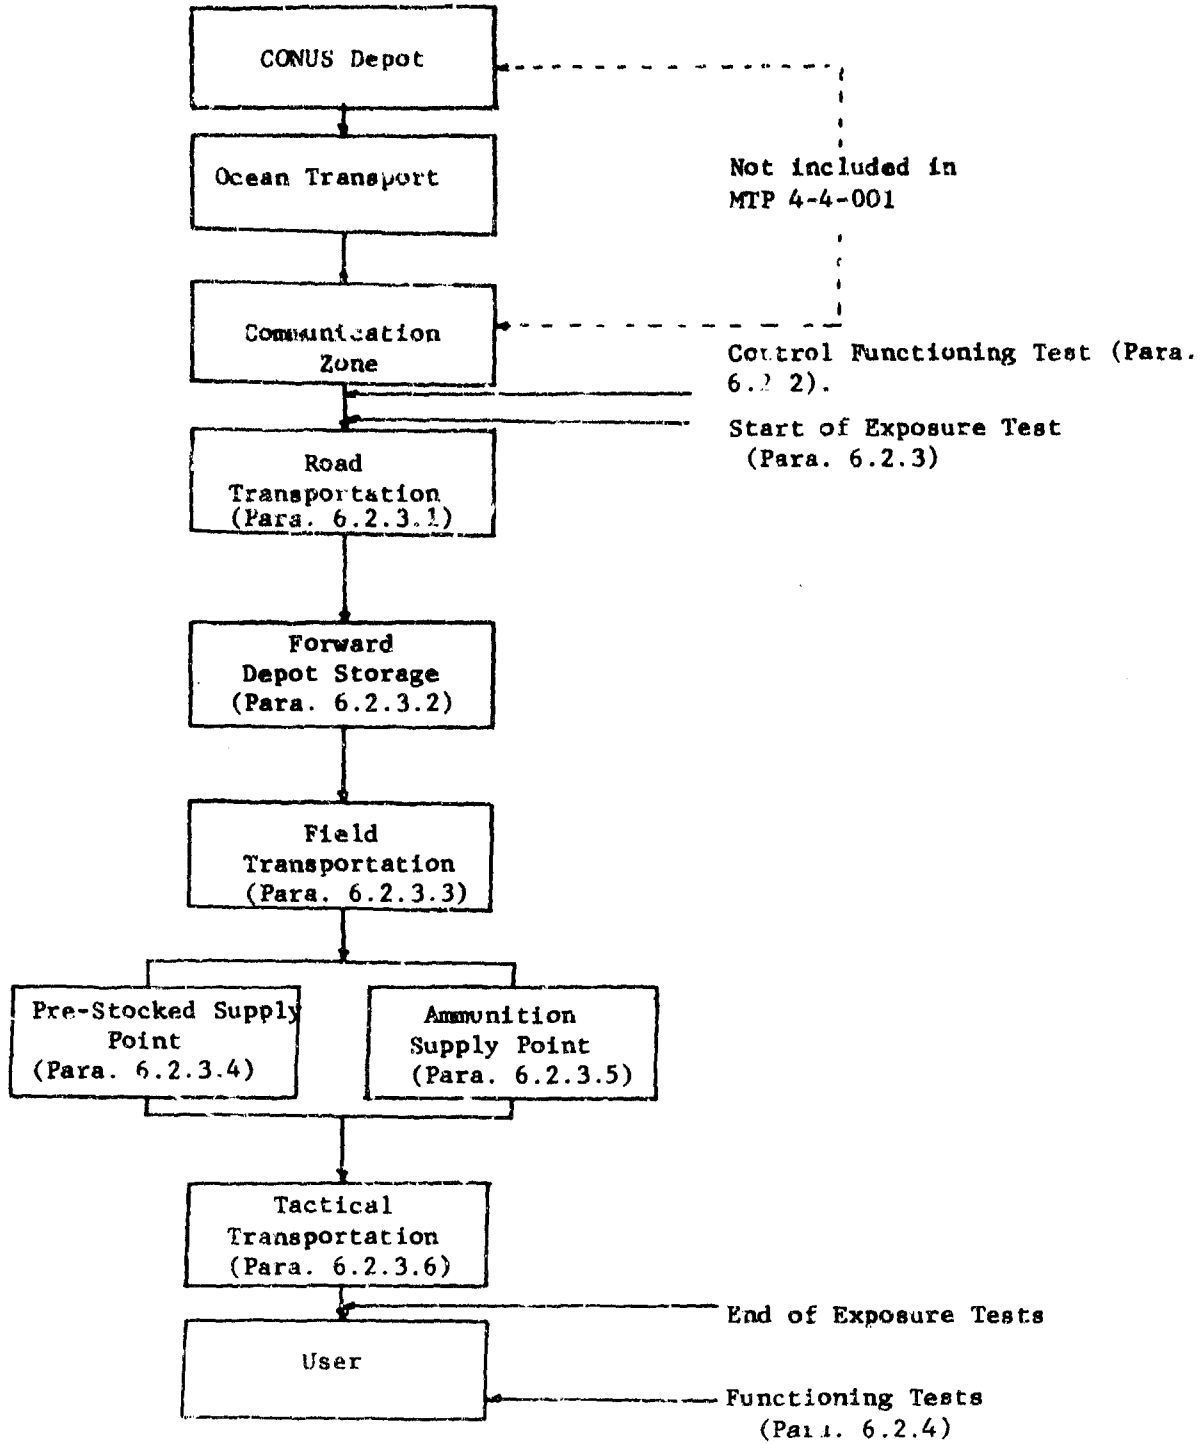 CONUS Depot
Ocean Transport
Not included in
MTP 4-4-001
Communication
Zone
Control Functioning Test (Para.
6.2 2).
Start of Exposure Test
(Para. 6.2.3)
Road
Transportation
(Para. 6.2.3.1)
Forward
Depot Storage
(Para. 6.2.3.2)
Field
Transportation
(Para. 6.2.3.3)
Pre-Stocked Supply
Point
(Para. 6.2.3.4)
Ammunition
Supply Point
(Para. 6.2.3.5)
Tactical
Transportation
(Para. 6.2.3.6)
End of Exposure Tests
User
Functioning Tests
(Para. 6.2.4)